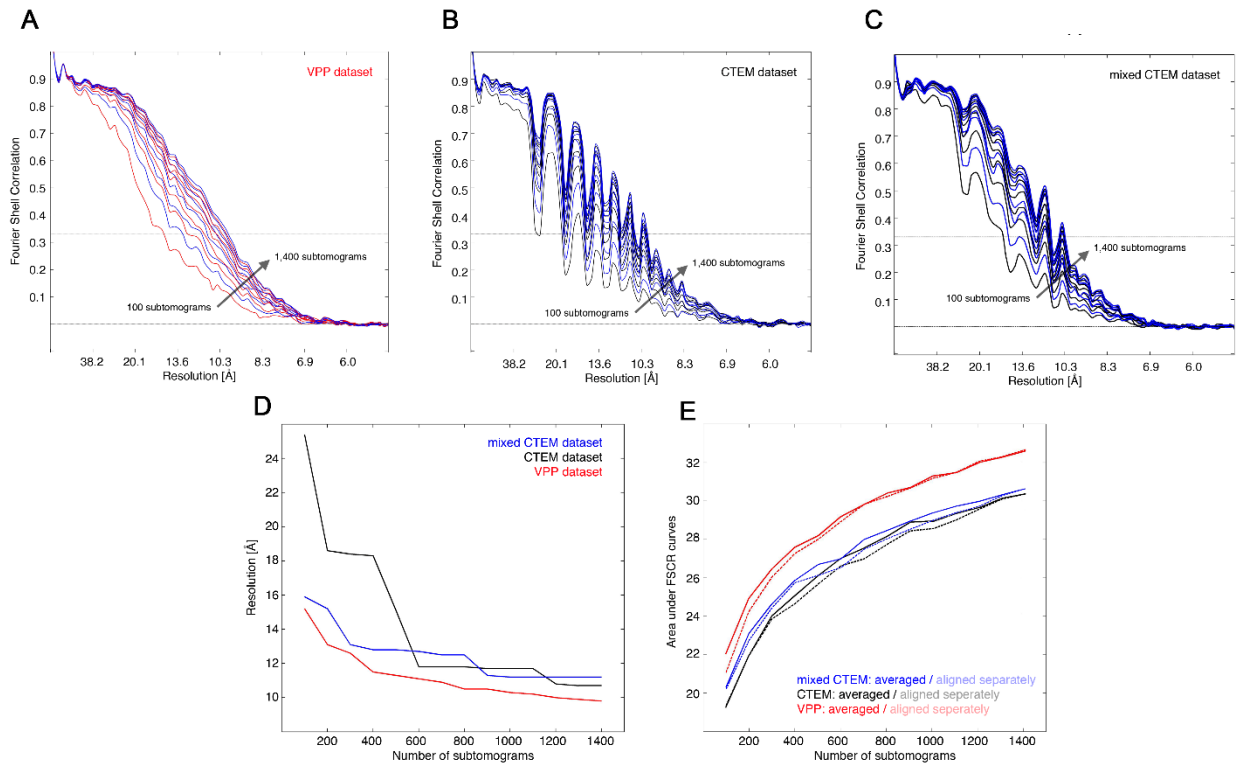 A
VPP dataset
Fourier Shell Correlation
0.9
0.8
0.7
0.6
0.5
0.4
0.3
0.2
0.1
1,400 subtomograms
100 subtomograms
38.2 20.1 13.6 10.3 8.3 6.9 6.0
Resolution [Å]
B
CTEM dataset
Fourier Shell Correlation
0.9
0.8
0.7
0.6
0.5
0.4
0.3
0.2
0.1
1,400 subtomograms
100 subtomograms
38.2 20.1 13.6 10.3 8.3 6.9 6.0
Resolution [Å]
C
mixed CTEM dataset
Fourier Shell Correlation
0.9
0.8
0.7
0.6
0.5
0.4
0.3
0.2
0.1
1,400 subtomograms
100 subtomograms
38.2 20.1 13.6 10.3 8.3 6.9 6.0
Resolution [Å]
D
mixed CTEM dataset
CTEM dataset
VPP dataset
Resolution [Å]
24
22
20
18
16
14
12
10
200 400 600 800 1000 1200 1400
Number of subtomograms
E
Area under FSCR curves
32
30
28
26
24
22
20
mixed CTEM: averaged / aligned seperately
CTEM: averaged / aligned seperately
VPP: averaged / aligned seperately
200 400 600 800 1000 1200 1400
Number of subtomograms